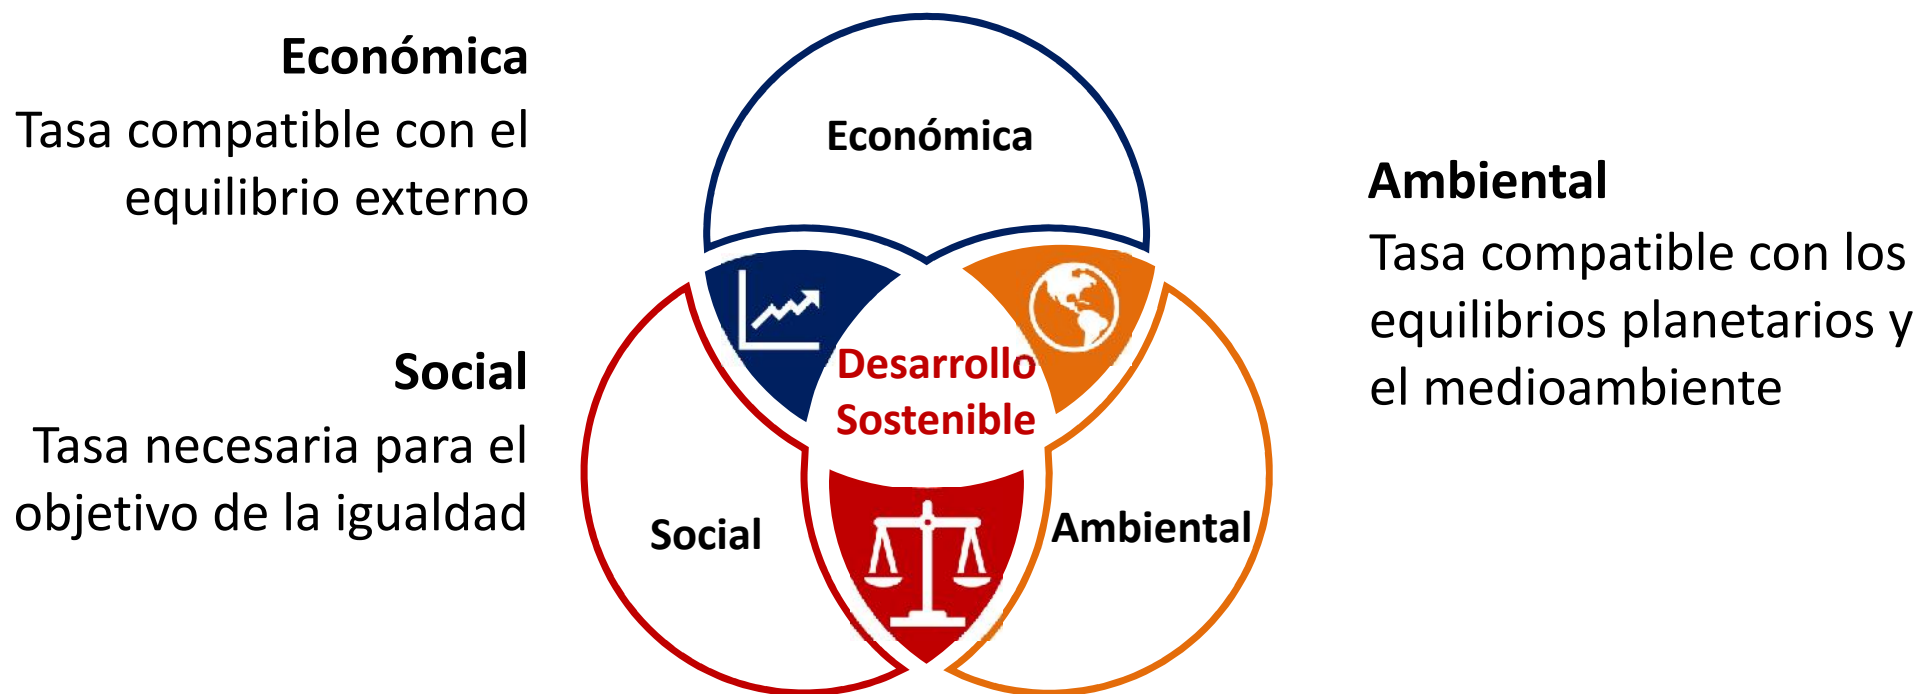 Económica
Tasa compatible con el
equilibrio externo
Social
Tasa necesaria para el
objetivo de la igualdad
Económica
Desarrollo
Sostenible
Social
Ambiental
Ambiental
Tasa compatible con los
equilibrios planetarios y
el medioambiente